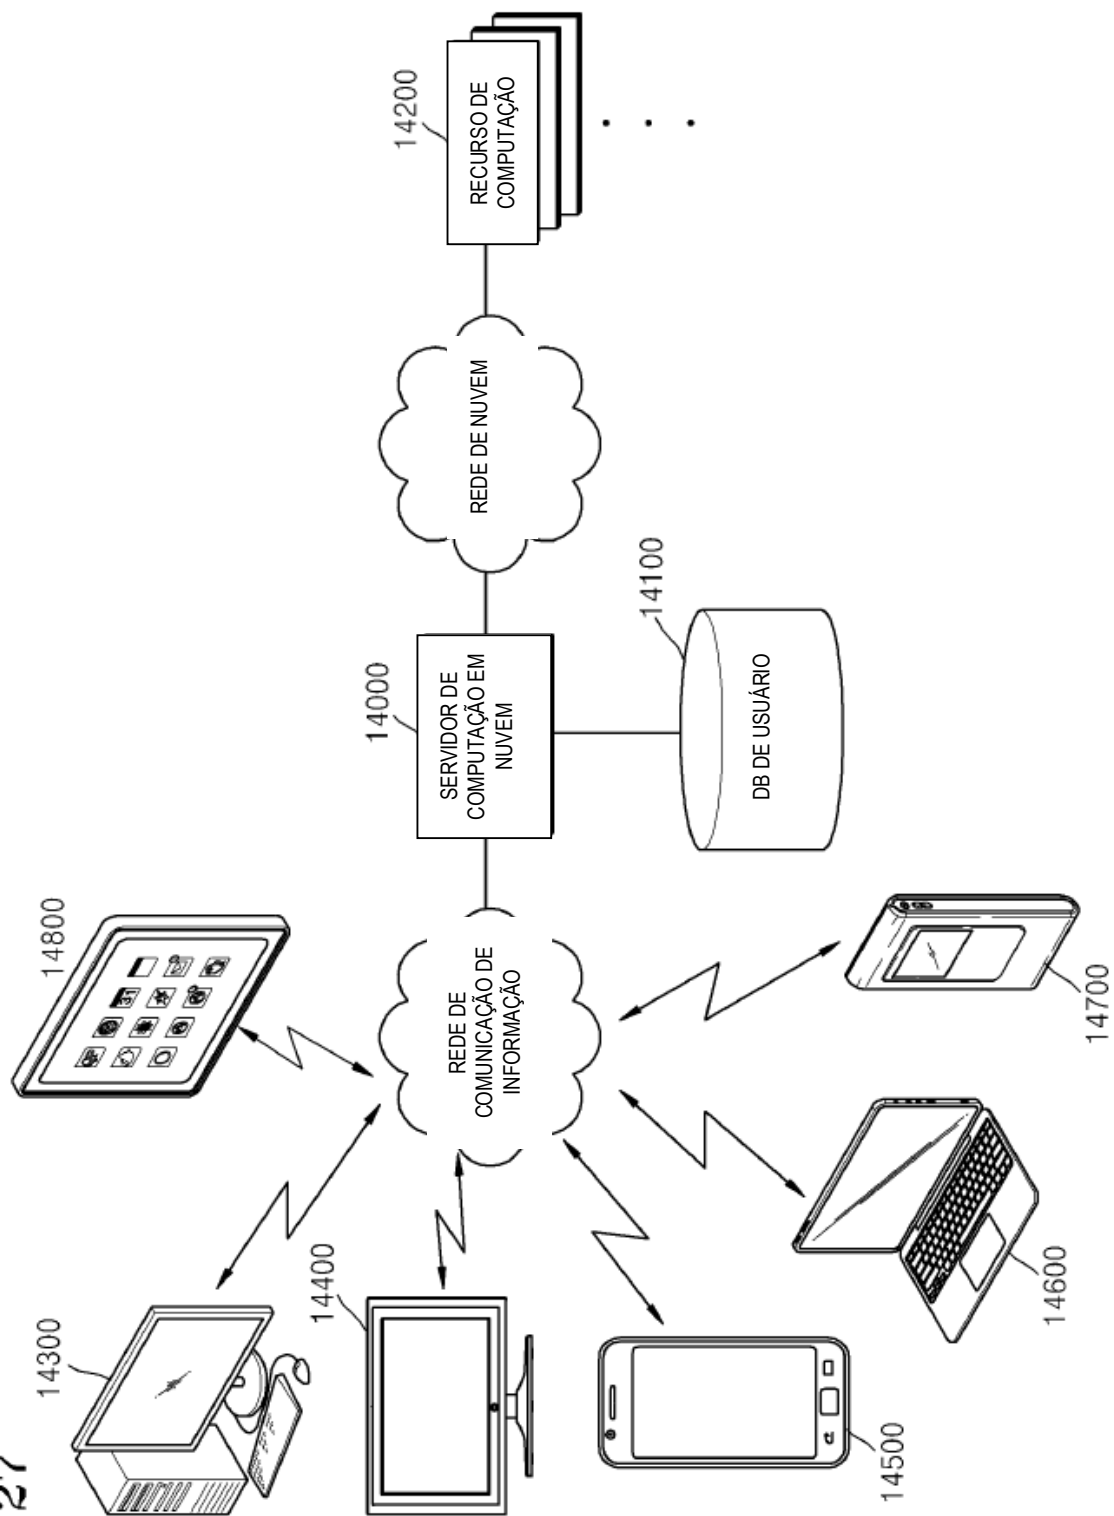 27
14200
RECURSO DE
COMPUTAÇÃO
REDE DE NUVEM
14000
SERVIDOR DE
COMPUTAÇÃO EM
NUVEM
14100
DB DE USUÁRIO
REDE DE
COMUNICAÇÃO DE
INFORMAÇÃO
14800
31
14300
14400
14500
14600
14700